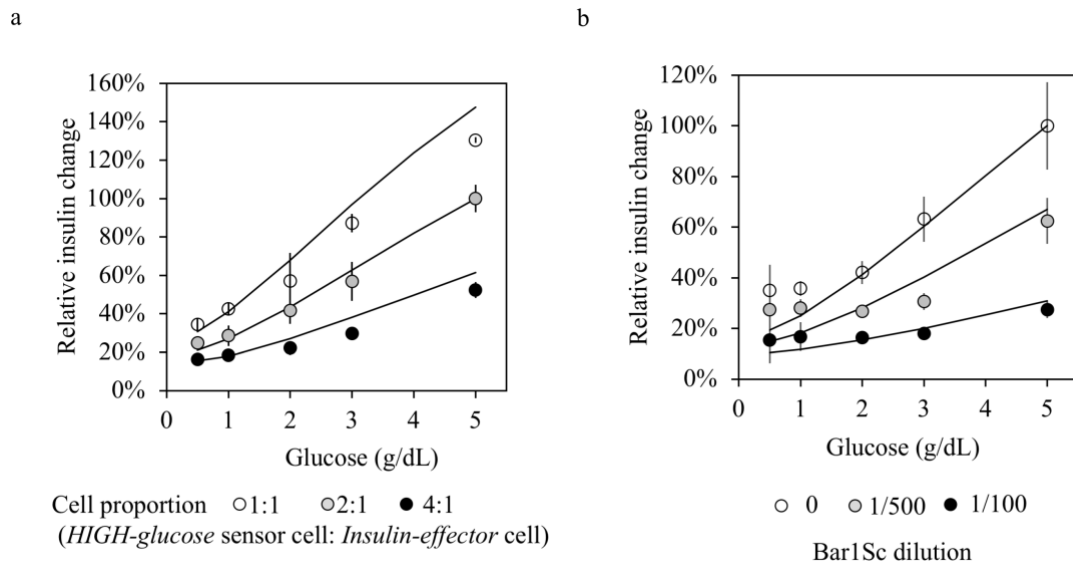 a
160%
140%
120%
100%
80%
60%
40%
20%
0%
Relative insulin change
0 1 2 3 4 5
Glucose (g/dL)
Cell proportion 1:1 2:1 4:1
(HIGH-glucose sensor cell: Insulin-effector cell)
b
120%
100%
80%
60%
40%
20%
0%
Relative insulin change
0 1 2 3 4 5
Glucose (g/dL)
0 1/500 1/100
Bar1Sc dilution